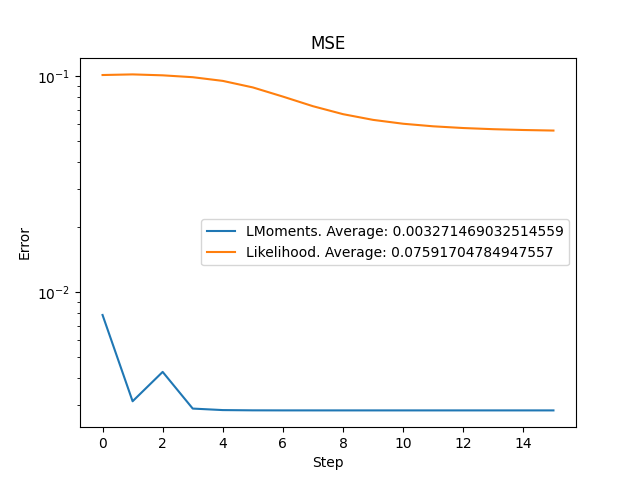 MSE
10⁻¹
LMoments. Average: 0.003271469032514559
Likelihood. Average: 0.07591704784947557
Error
10⁻²
0 2 4 6 8 10 12 14
Step